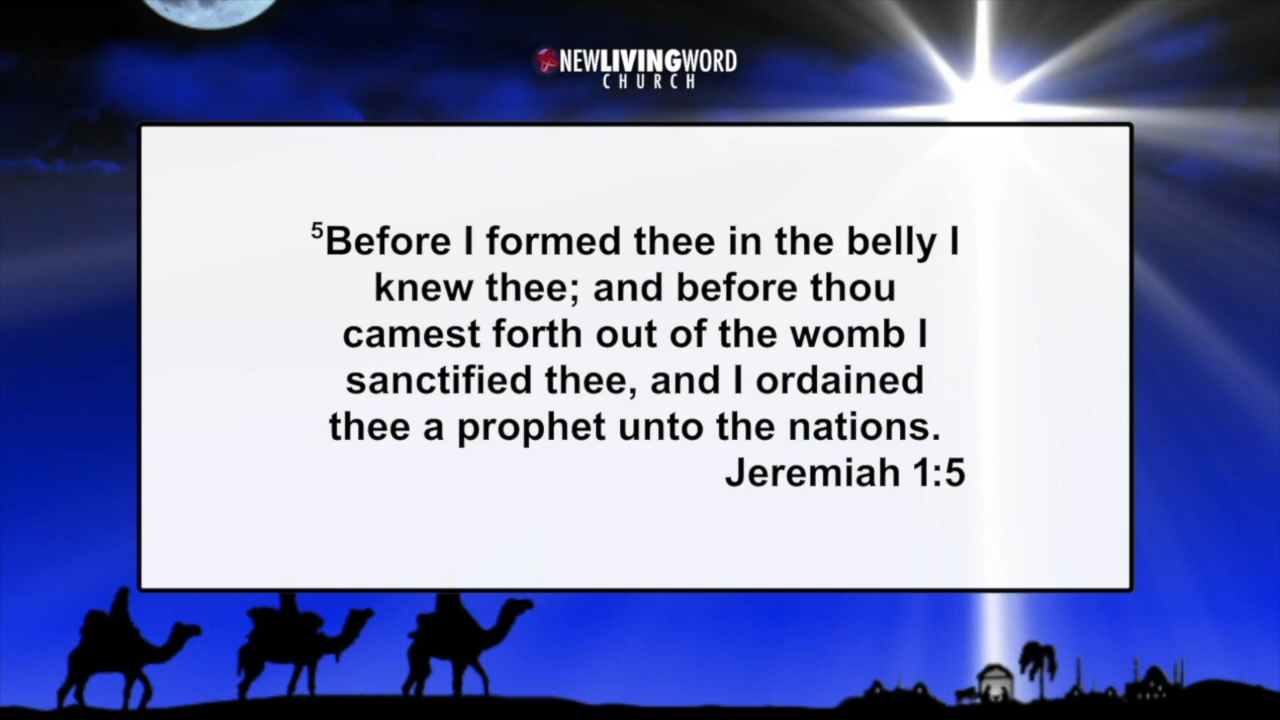 NEWLIVINGWORD
CHURCH
⁵Before I formed thee in the belly I
knew thee; and before thou
camest forth out of the womb I
sanctified thee, and I ordained
thee a prophet unto the nations.
Jeremiah 1:5